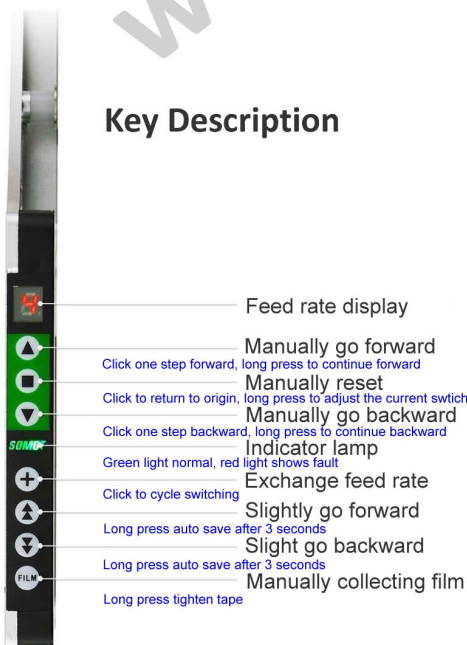 W
Key Description
4
Feed rate display
Manually go forward
Click one step forward, long press to continue forward
Manually reset
Click to return to origin, long press to adjust the current swtich
Manually go backward
Click one step backward, long press to continue backward
Indicator lamp
Green light normal, red light shows fault
Exchange feed rate
Click to cycle switching
Slightly go forward
Long press auto save after 3 seconds
Slight go backward
Long press auto save after 3 seconds
FILM
Manually collecting film
Long press tighten tape